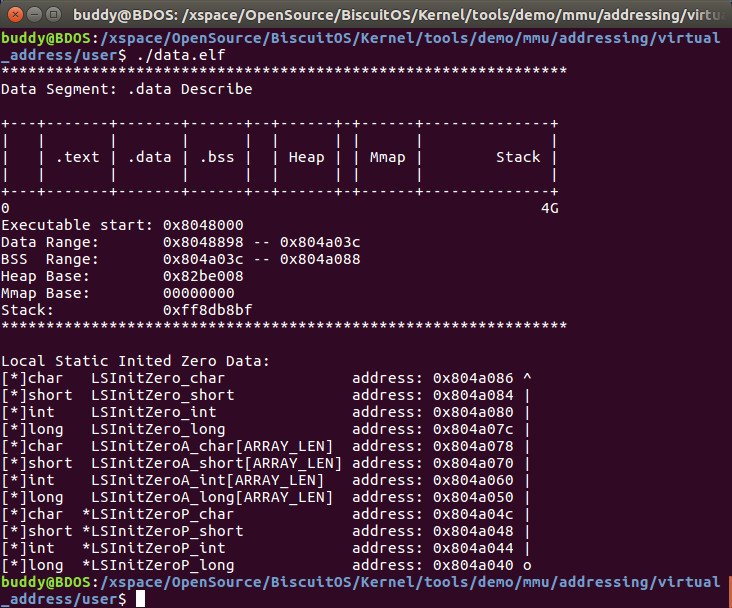 buddy@BDOS: /xspace/OpenSource/BiscuitOS/Kernel/tools/demo/mmu/addressing/virtu
buddy@BDOS:/xspace/OpenSource/BiscuitOS/Kernel/tools/demo/mmu/addressing/virtual
_address/user$ ./data.elf
***************************************************************
Data Segment: .data Describe

+---+-------+-------+------+--+------+--+------+--------------+
|   |       |       |      |  |      | |       |              |
|   | .text | .data | .bss |  | Heap | | Mmap |        Stack |
|   |       |       |      |  |      | |       |              |
+---+-------+-------+------+--+------+--+------+--------------+
0                                                           4G
Executable start: 0x8048000
Data Range:       0x8048898 -- 0x804a03c
BSS  Range:       0x804a03c -- 0x804a088
Heap Base:        0x82be008
Mmap Base:        00000000
Stack:            0xff8db8bf
***************************************************************

Local Static Inited Zero Data:
[*]char   LSInitZero_char              address: 0x804a086 ^
[*]short  LSInitZero_short             address: 0x804a084 |
[*]int    LSInitZero_int               address: 0x804a080 |
[*]long   LSInitZero_long              address: 0x804a07c |
[*]char   LSInitZeroA_char[ARRAY_LEN]  address: 0x804a078 |
[*]short  LSInitZeroA_short[ARRAY_LEN] address: 0x804a070 |
[*]int    LSInitZeroA_int[ARRAY_LEN]   address: 0x804a060 |
[*]long   LSInitZeroA_long[ARRAY_LEN]  address: 0x804a050 |
[*]char  *LSInitZeroP_char             address: 0x804a04c |
[*]short *LSInitZeroP_short            address: 0x804a048 |
[*]int   *LSInitZeroP_int              address: 0x804a044 |
[*]long  *LSInitZeroP_long             address: 0x804a040 o
buddy@BDOS:/xspace/OpenSource/BiscuitOS/Kernel/tools/demo/mmu/addressing/virtual
_address/user$